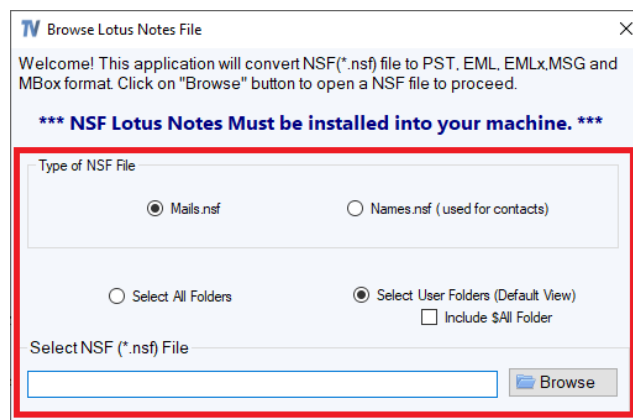 TV Browse Lotus Notes File
Welcome! This application will convert NSF(*.nsf) file to PST, EML, EMLx,MSG and
MBox format. Click on "Browse" button to open a NSF file to proceed.
*** NSF Lotus Notes Must be installed into your machine. ***
Type of NSF File
Mails.nsf Names.nsf ( used for contacts)
Select All Folders Select User Folders (Default View)
Include $All Folder
Select NSF (*.nsf) File
Browse